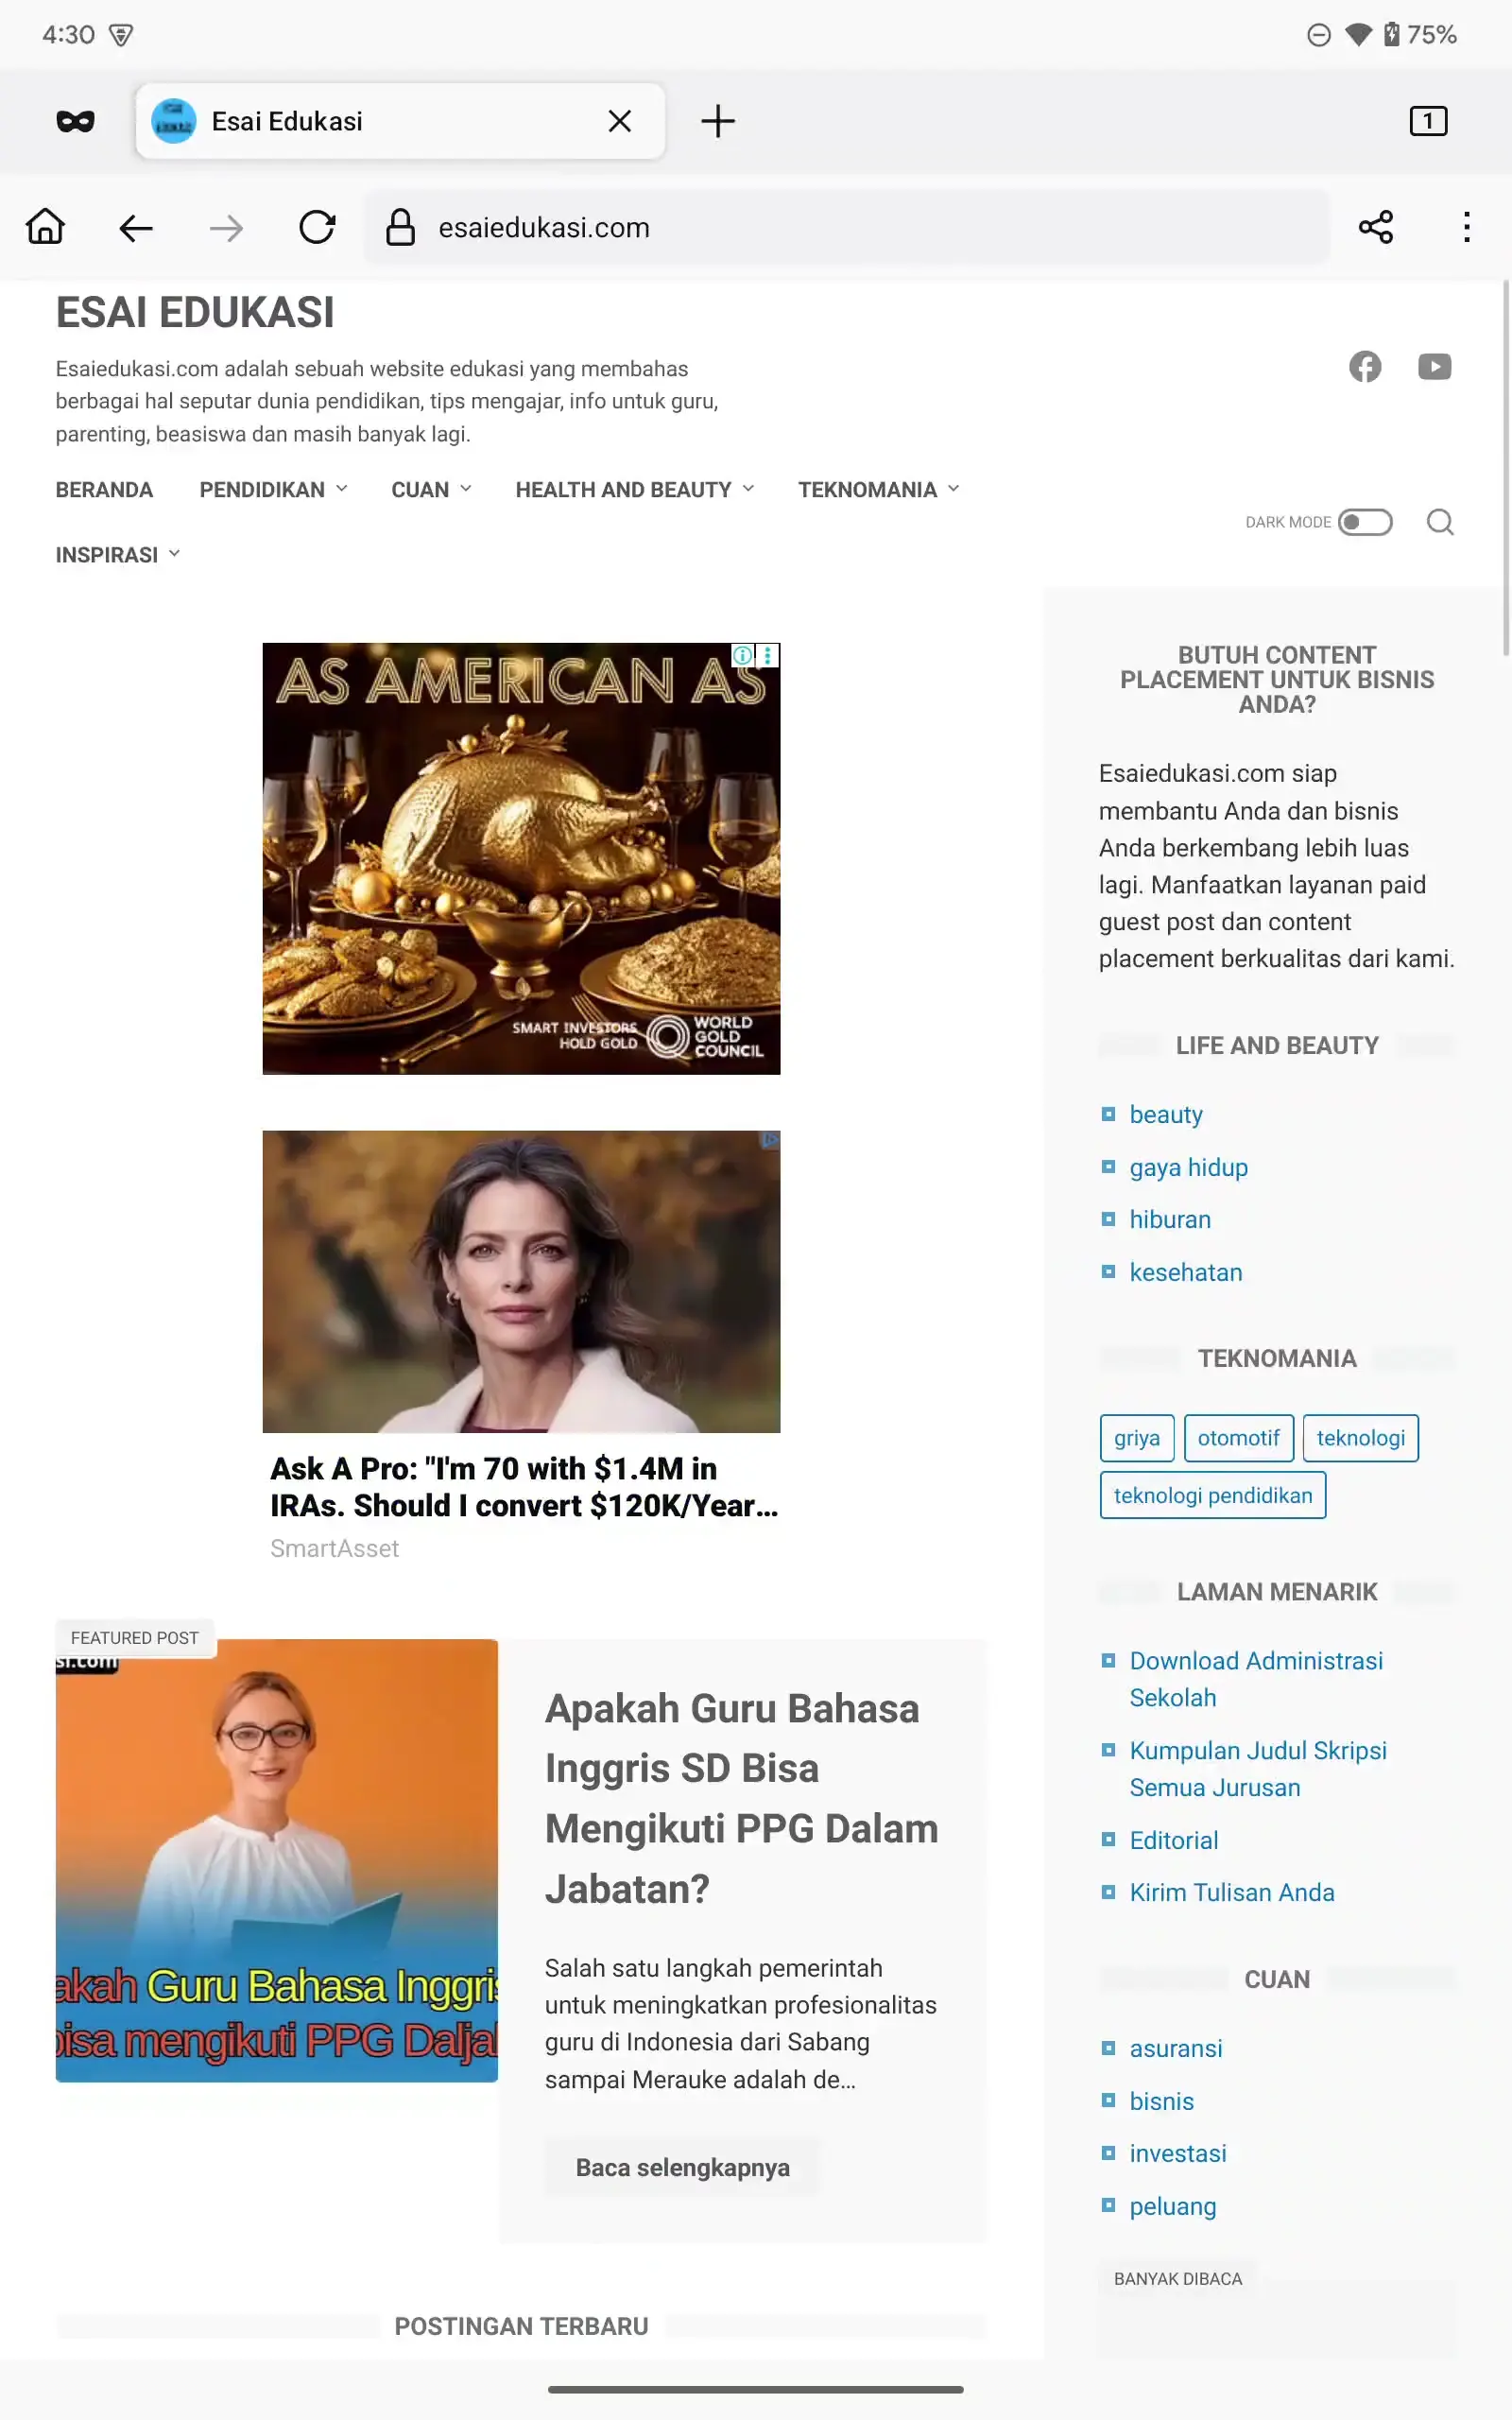 4:30
75%
Esai Edukasi
1
esaiedukasi.com
ESAI EDUKASI
Esaiedukasi.com adalah sebuah website edukasi yang membahas
berbagai hal seputar dunia pendidikan, tips mengajar, info untuk guru,
parenting, beasiswa dan masih banyak lagi.
BERANDA
PENDIDIKAN
CUAN
HEALTH AND BEAUTY
TEKNOMANIA
INSPIRASI
DARK MODE
AS AMERICAN AS
SMART INVESTORS
HOLD GOLD
WORLD
GOLD
COUNCIL
Ask A Pro: "I'm 70 with $1.4M in
IRAs. Should I convert $120K/Year...
SmartAsset
FEATURED POST
si.com
akah Guru Bahasa Inggris
bisa mengikuti PPG Daljal
Apakah Guru Bahasa
Inggris SD Bisa
Mengikuti PPG Dalam
Jabatan?
Salah satu langkah pemerintah
untuk meningkatkan profesionalitas
guru di Indonesia dari Sabang
sampai Merauke adalah de...
Baca selengkapnya
POSTINGAN TERBARU
BUTUH CONTENT
PLACEMENT UNTUK BISNIS
ANDA?
Esaiedukasi.com siap
membantu Anda dan bisnis
Anda berkembang lebih luas
lagi. Manfaatkan layanan paid
guest post dan content
placement berkualitas dari kami.
LIFE AND BEAUTY
beauty
gaya hidup
hiburan
kesehatan
TEKNOMANIA
griya
otomotif
teknologi
teknologi pendidikan
LAMAN MENARIK
Download Administrasi
Sekolah
Kumpulan Judul Skripsi
Semua Jurusan
Editorial
Kirim Tulisan Anda
CUAN
asuransi
bisnis
investasi
peluang
BANYAK DIBACA